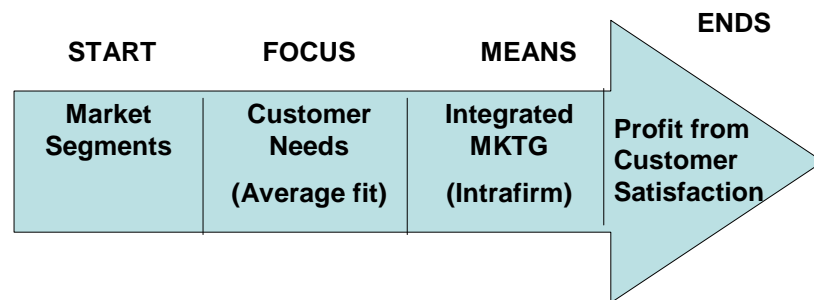 START
FOCUS
MEANS
ENDS
Market
Segments
Customer
Needs
(Average fit)
Integrated
MKTG
(Intrafirm)
Profit from
Customer
Satisfaction